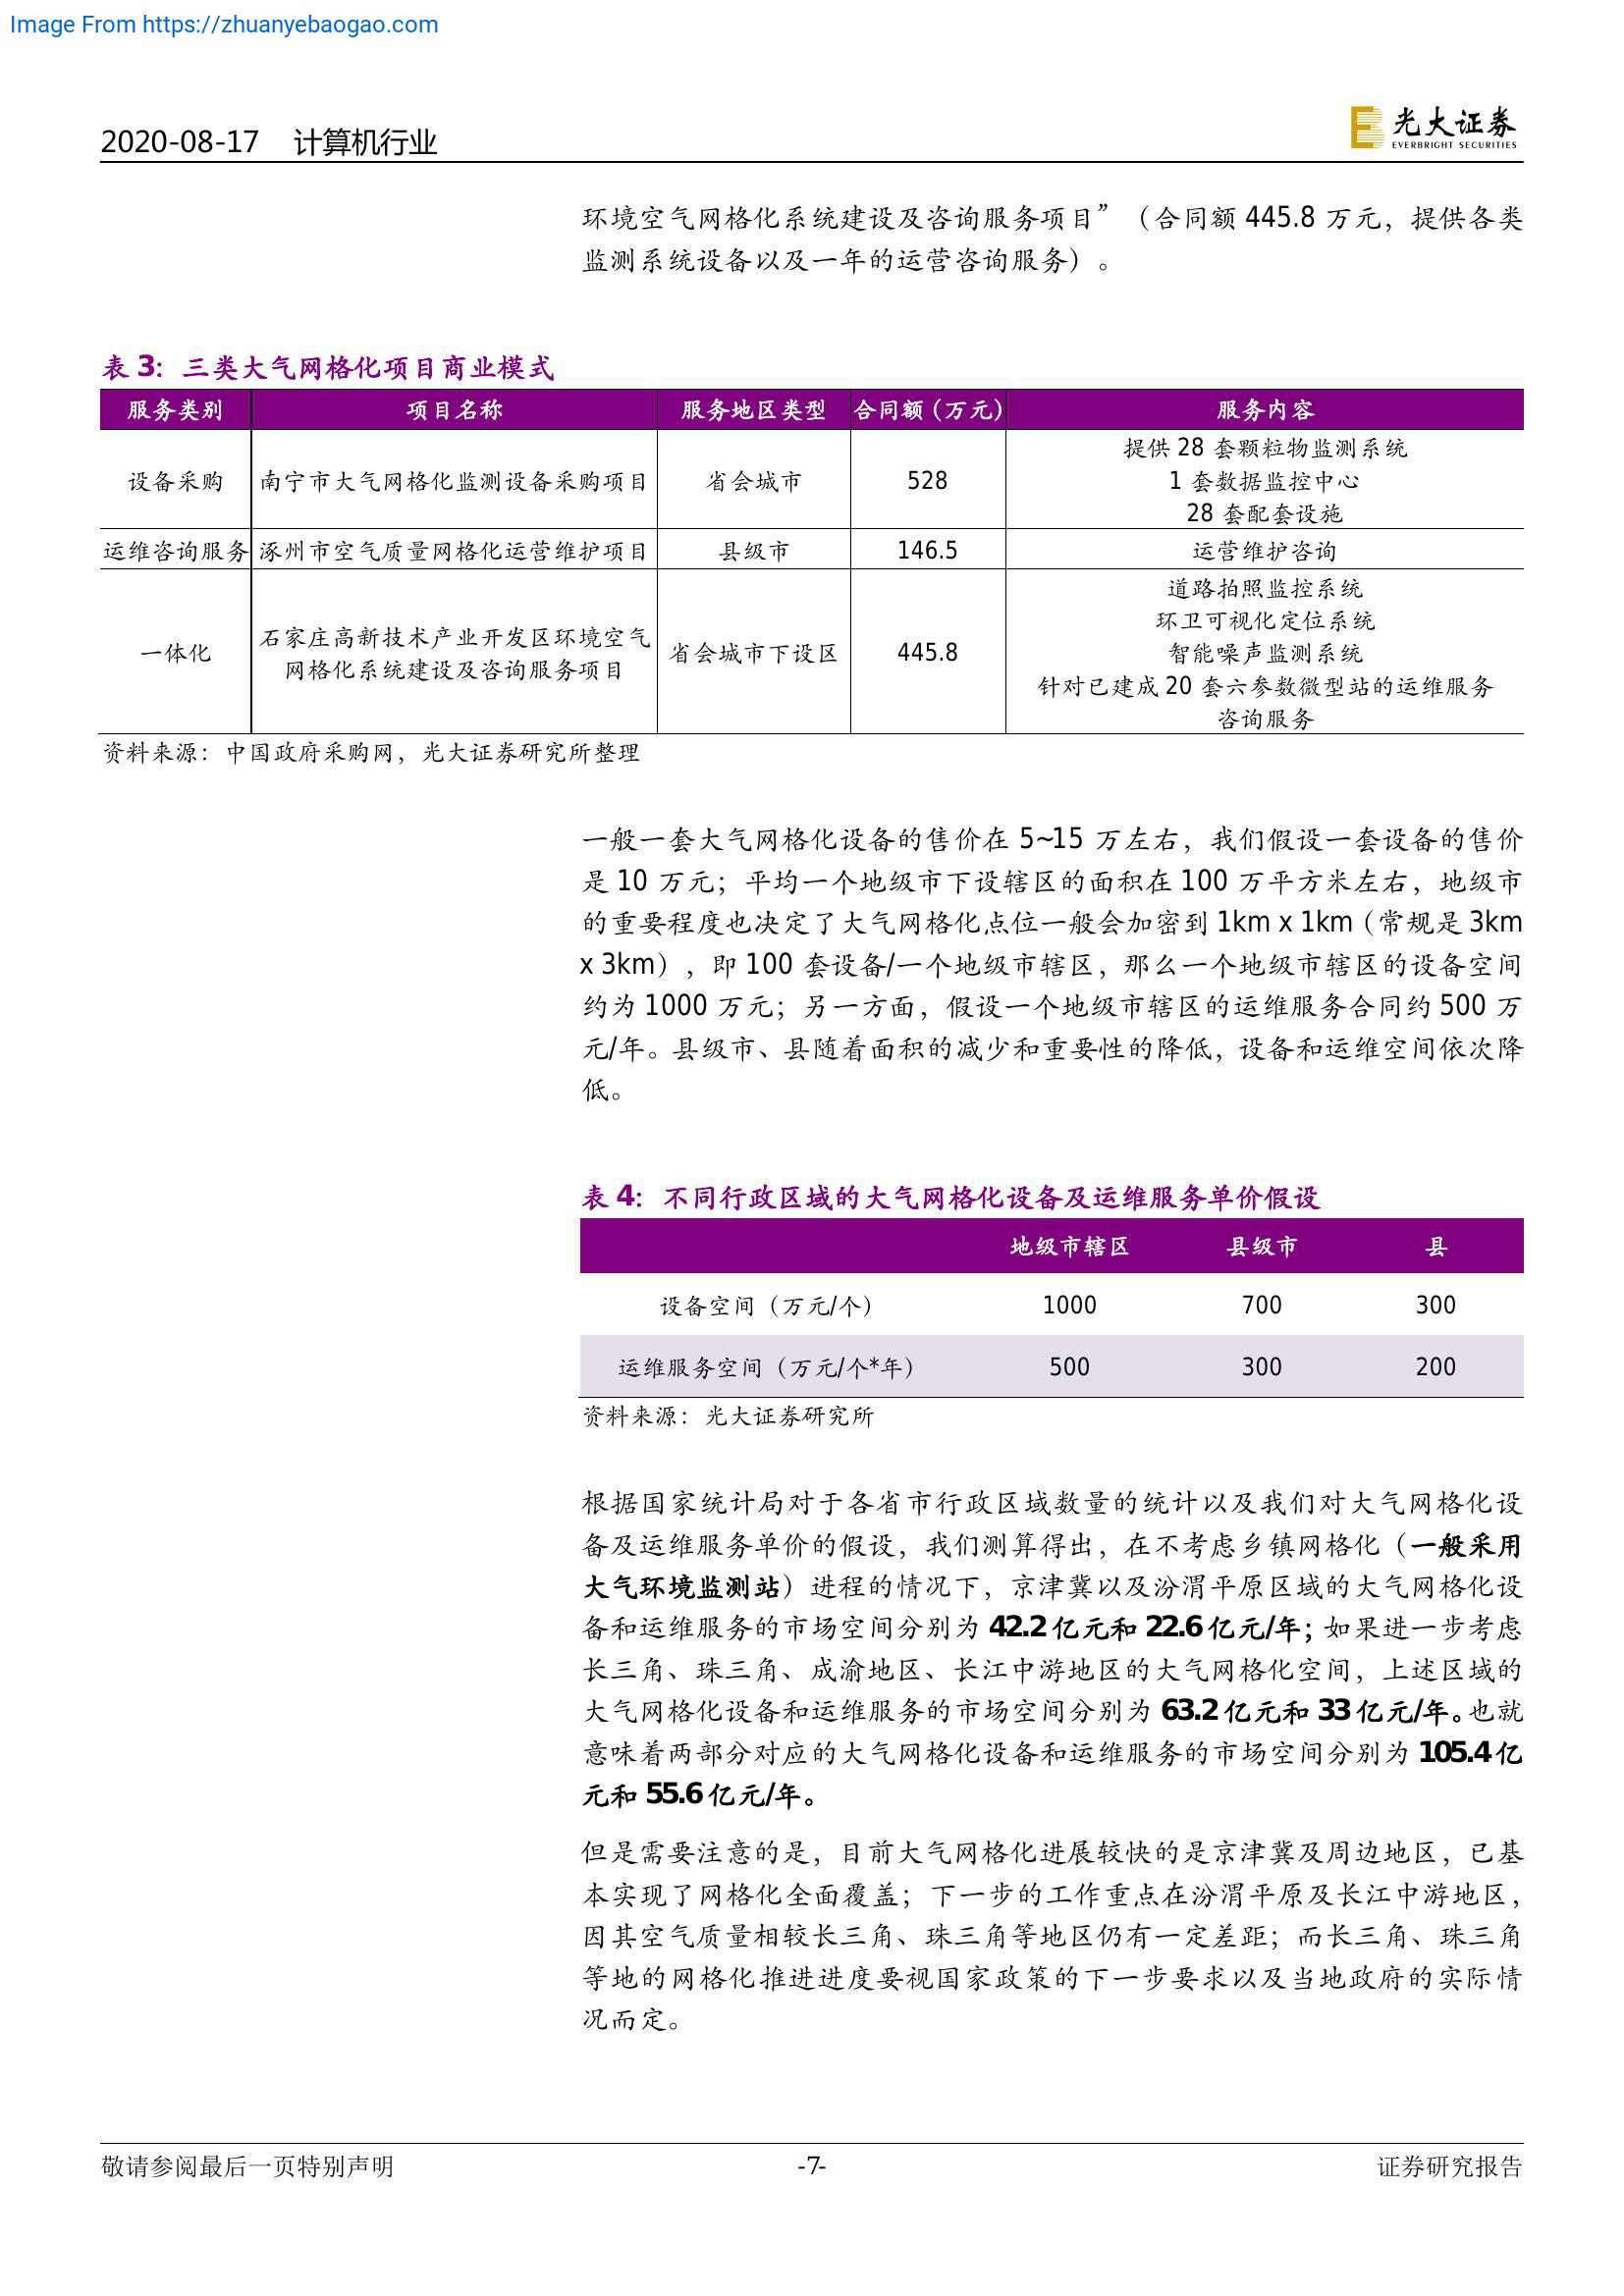 Image From https://zhuanyebaogao.com
2020-08-17 计算机行业
光大证券
EVERBRIGHT SECURITIES
环境空气网格化系统建设及咨询服务项目”（合同额 445.8 万元，提供各类
监测系统设备以及一年的运营咨询服务）。
表 3：三类大气网格化项目商业模式
服务类别 项目名称 服务地区类型 合同额（万元） 服务内容
设备采购 南宁市大气网格化监测设备采购项目 省会城市 528
提供 28 套颗粒物监测系统
1 套数据监控中心
28 套配套设施
运维咨询服务 涿州市空气质量网格化运营维护项目 县级市 146.5 运营维护咨询
一体化
石家庄高新技术产业开发区环境空气
网格化系统建设及咨询服务项目
省会城市下设区 445.8
道路拍照监控系统
环卫可视化定位系统
智能噪声监测系统
针对已建成 20 套六参数微型站的运维服务
咨询服务
资料来源：中国政府采购网，光大证券研究所整理
一般一套大气网格化设备的售价在 5~15 万左右，我们假设一套设备的售价
是 10 万元；平均一个地级市下设辖区的面积在 100 万平方米左右，地级市
的重要程度也决定了大气网格化点位一般会加密到 1km x 1km（常规是 3km
x 3km），即 100 套设备/一个地级市辖区，那么一个地级市辖区的设备空间
约为 1000 万元；另一方面，假设一个地级市辖区的运维服务合同约 500 万
元/年。县级市、县随着面积的减少和重要性的降低，设备和运维空间依次降
低。
表 4：不同行政区域的大气网格化设备及运维服务单价假设
地级市辖区 县级市 县
设备空间（万元/个） 1000 700 300
运维服务空间（万元/个*年） 500 300 200
资料来源：光大证券研究所
根据国家统计局对于各省市行政区域数量的统计以及我们对大气网格化设
备及运维服务单价的假设，我们测算得出，在不考虑乡镇网格化（一般采用
大气环境监测站）进程的情况下，京津冀以及汾渭平原区域的大气网格化设
备和运维服务的市场空间分别为 42.2 亿元和 22.6 亿元/年；如果进一步考虑
长三角、珠三角、成渝地区、长江中游地区的大气网格化空间，上述区域的
大气网格化设备和运维服务的市场空间分别为 63.2 亿元和 33 亿元/年。也就
意味着两部分对应的大气网格化设备和运维服务的市场空间分别为 105.4 亿
元和 55.6 亿元/年。
但是需要注意的是，目前大气网格化进展较快的是京津冀及周边地区，已基
本实现了网格化全面覆盖；下一步的工作重点在汾渭平原及长江中游地区，
因其空气质量相较长三角、珠三角等地区仍有一定差距；而长三角、珠三角
等地的网格化推进进度要视国家政策的下一步要求以及当地政府的实际情
况而定。
敬请参阅最后一页特别声明 -7- 证券研究报告